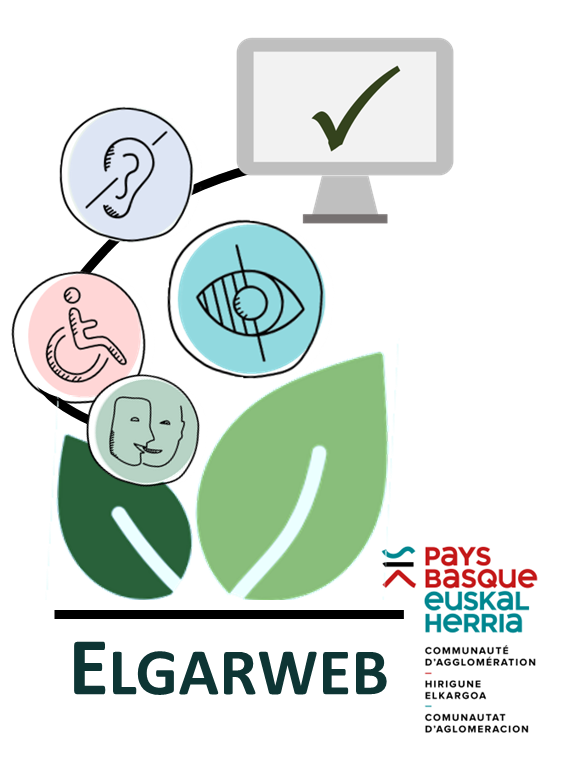 PAYS
BASQUE
EUSKAL
HERRIA
COMMUNAUTÉ
D'AGGLOMÉRATION
HIRIGUNE
ELKARGOA
COMUNAUTAT
D'AGLOMERACION
ELGARWEB